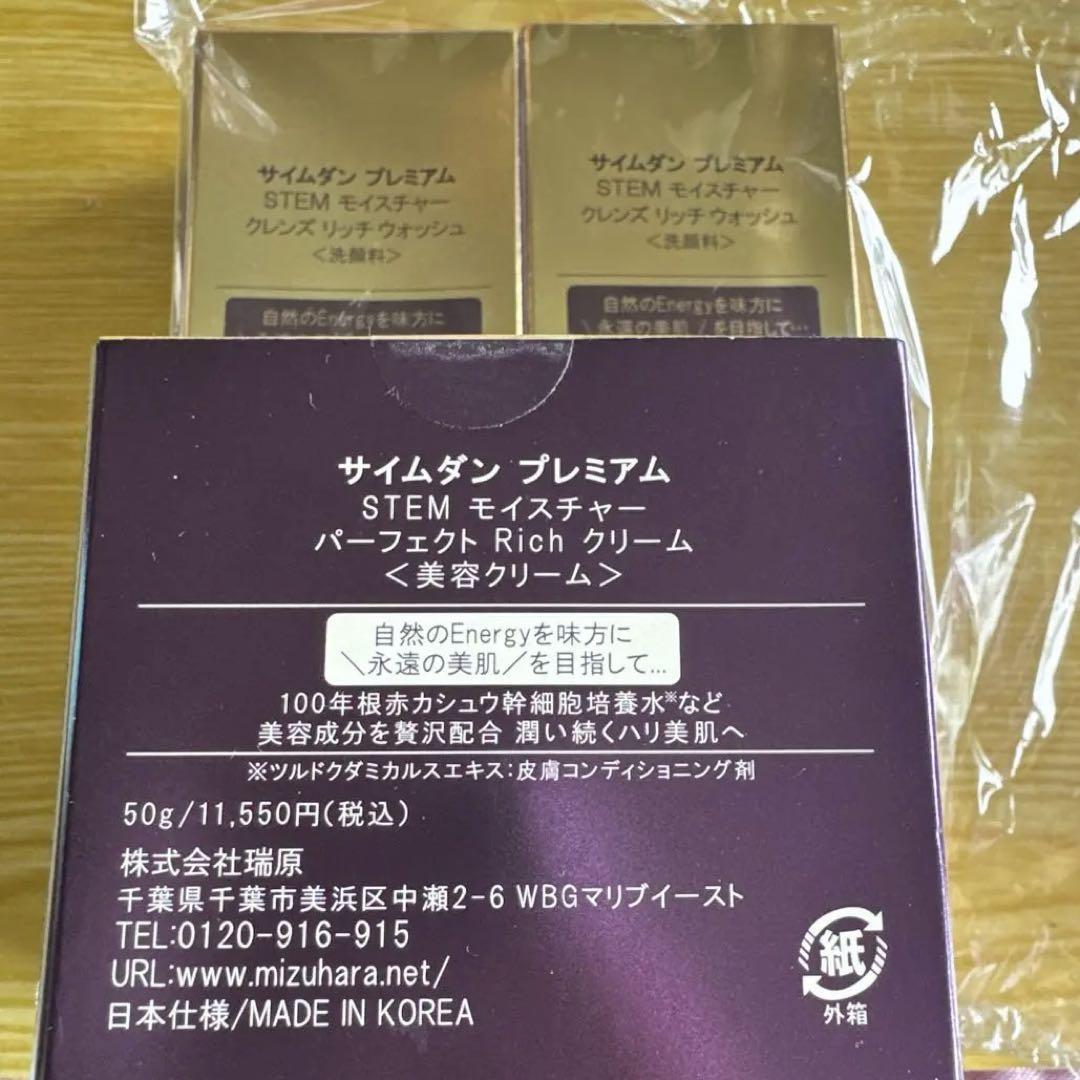 サイムダン プレミアム
STEM モイスチャー
クレンズ リッチ ウォッシュ
＜洗顔料＞
自然のEnergyを味方に
サイムダン プレミアム
STEM モイスチャー
クレンズ リッチ ウォッシュ
＜洗顔料＞
自然のEnergyを味方に
＼永遠の美肌／を目指して…
サイムダン プレミアム
STEM モイスチャー
パーフェクト Rich クリーム
＜美容クリーム＞
自然のEnergyを味方に
＼永遠の美肌／を目指して…
100年根赤カシュウ幹細胞培養水※など
美容成分を贅沢配合 潤い続くハリ美肌へ
※ツルドクダミカルスエキス：皮膚コンディショニング剤
50g/11,550円(税込)
株式会社瑞原
千葉県千葉市美浜区中瀬2-6 WBGマリブイースト
TEL:0120-916-915
URL:www.mizuhara.net/
日本仕様/MADE IN KOREA
紙
外箱